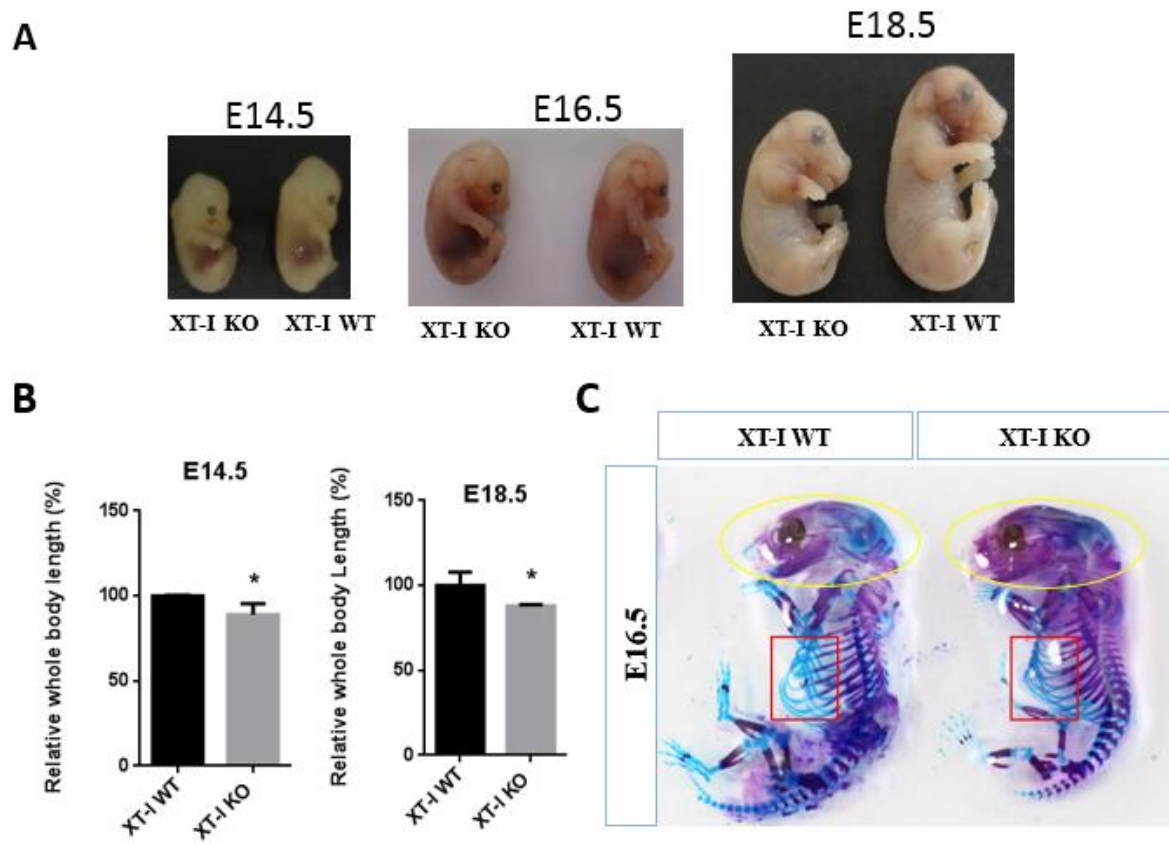 A
E14.5
E16.5
E18.5
XT-I KO
XT-I WT
XT-I KO
XT-I WT
XT-I KO
XT-I WT
B
E14.5
Relative whole body length (%)
150
100
50
0
*
XT-I WT
XT-I KO
E18.5
Relative whole body Length (%)
150
100
50
0
*
XT-I WT
XT-I KO
C
XT-I WT
XT-I KO
E16.5